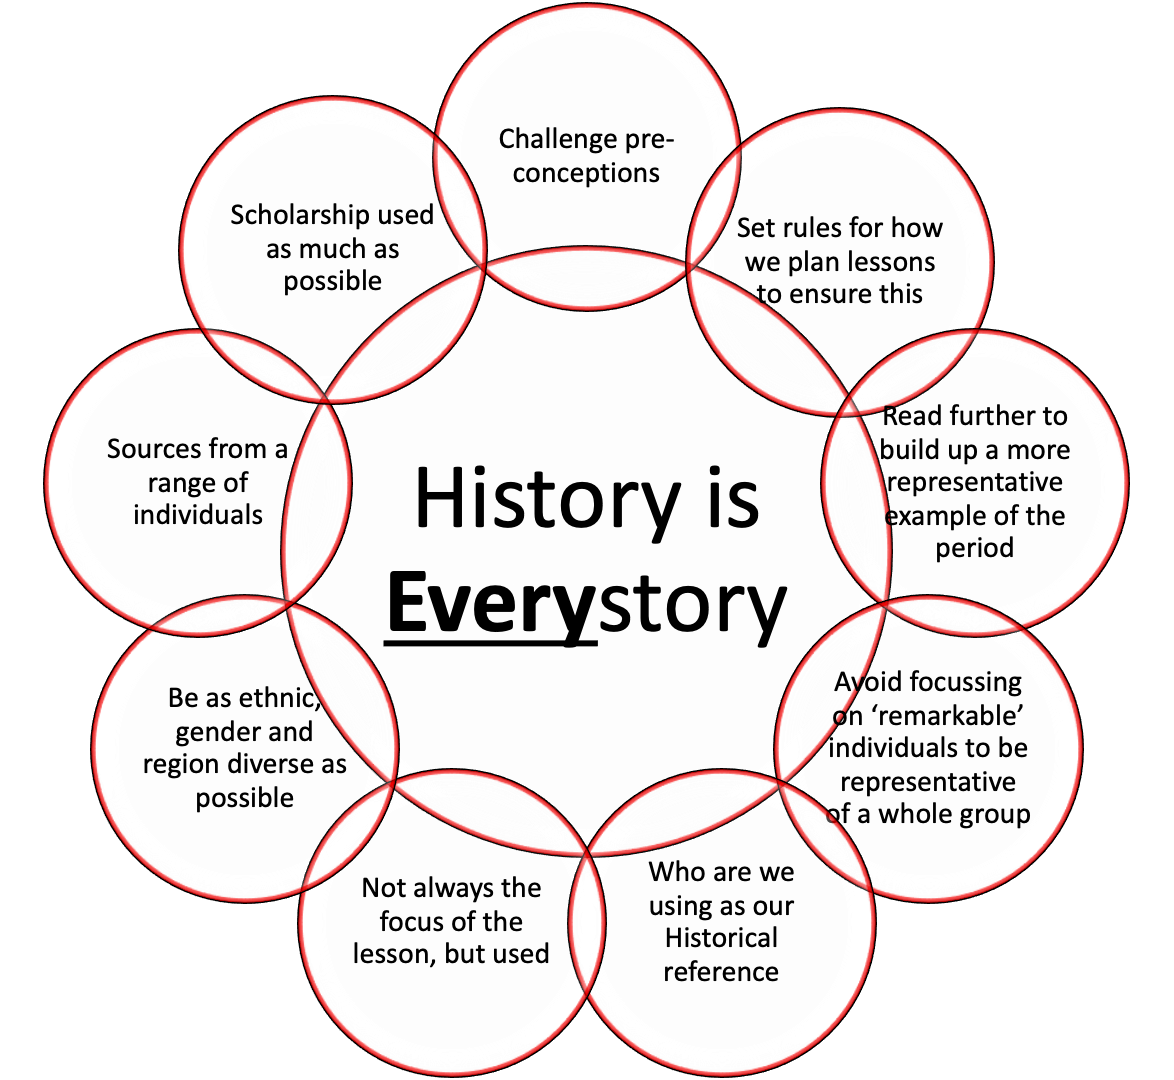 Challenge pre-
conceptions
Set rules for how
we plan lessons
to ensure this
Read further to
build up a more
representative
example of the
period
Avoid focussing
on ‘remarkable’
individuals to be
representative
of a whole group
Who are we
using as our
Historical
reference
Not always the
focus of the
lesson, but used
Be as ethnic,
gender and
region diverse as
possible
Sources from a
range of
individuals
Scholarship used
as much as
possible
History is
Everystory